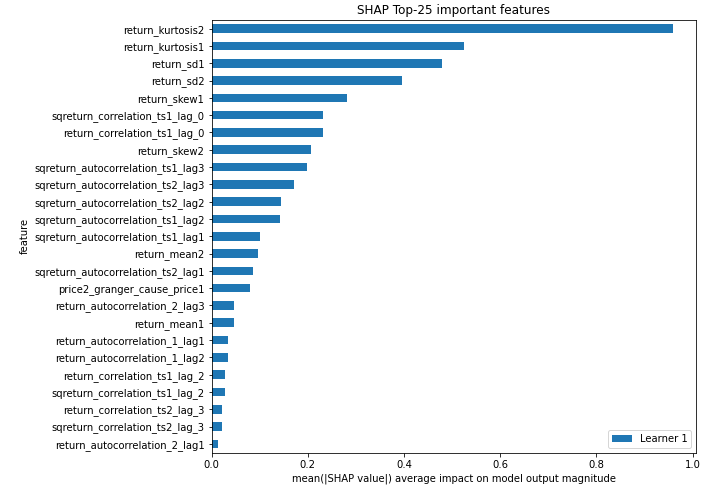 SHAP Top-25 important features
return_kurtosis2
return_kurtosis1
return_sd1
return_sd2
return_skew1
sqreturn_correlation_ts1_lag_0
return_correlation_ts1_lag_0
return_skew2
sqreturn_autocorrelation_ts1_lag3
sqreturn_autocorrelation_ts2_lag3
sqreturn_autocorrelation_ts2_lag2
sqreturn_autocorrelation_ts1_lag2
sqreturn_autocorrelation_ts1_lag1
return_mean2
sqreturn_autocorrelation_ts2_lag1
price2_granger_cause_price1
return_autocorrelation_2_lag3
return_mean1
return_autocorrelation_1_lag1
return_autocorrelation_1_lag2
return_correlation_ts1_lag_2
sqreturn_correlation_ts1_lag_2
return_correlation_ts2_lag_3
sqreturn_correlation_ts2_lag_3
return_autocorrelation_2_lag1
feature
Learner 1
0.0 0.2 0.4 0.6 0.8 1.0
mean(|SHAP value|) average impact on model output magnitude